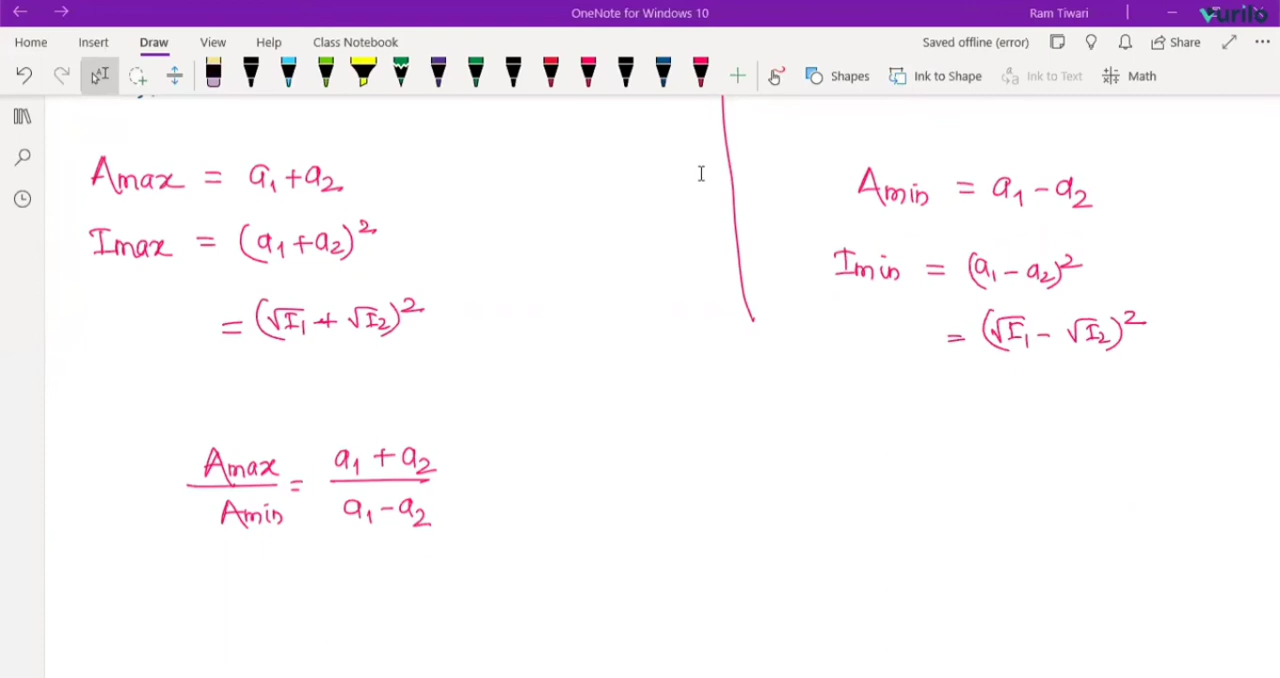 OneNote for Windows 10
Ram Tiwari
Vurilo
Home Insert Draw View Help Class Notebook
Saved offline (error) Share
Shapes Ink to Shape Ink to Text Math
Amax = a₁+a₂
Imax = (a₁+a₂)²
= (√I₁ + √I₂)²
Amin = a₁-a₂
Imin = (a₁-a₂)²
= (√I₁ - √I₂)²
Amax/Amin = a₁+a₂/a₁-a₂